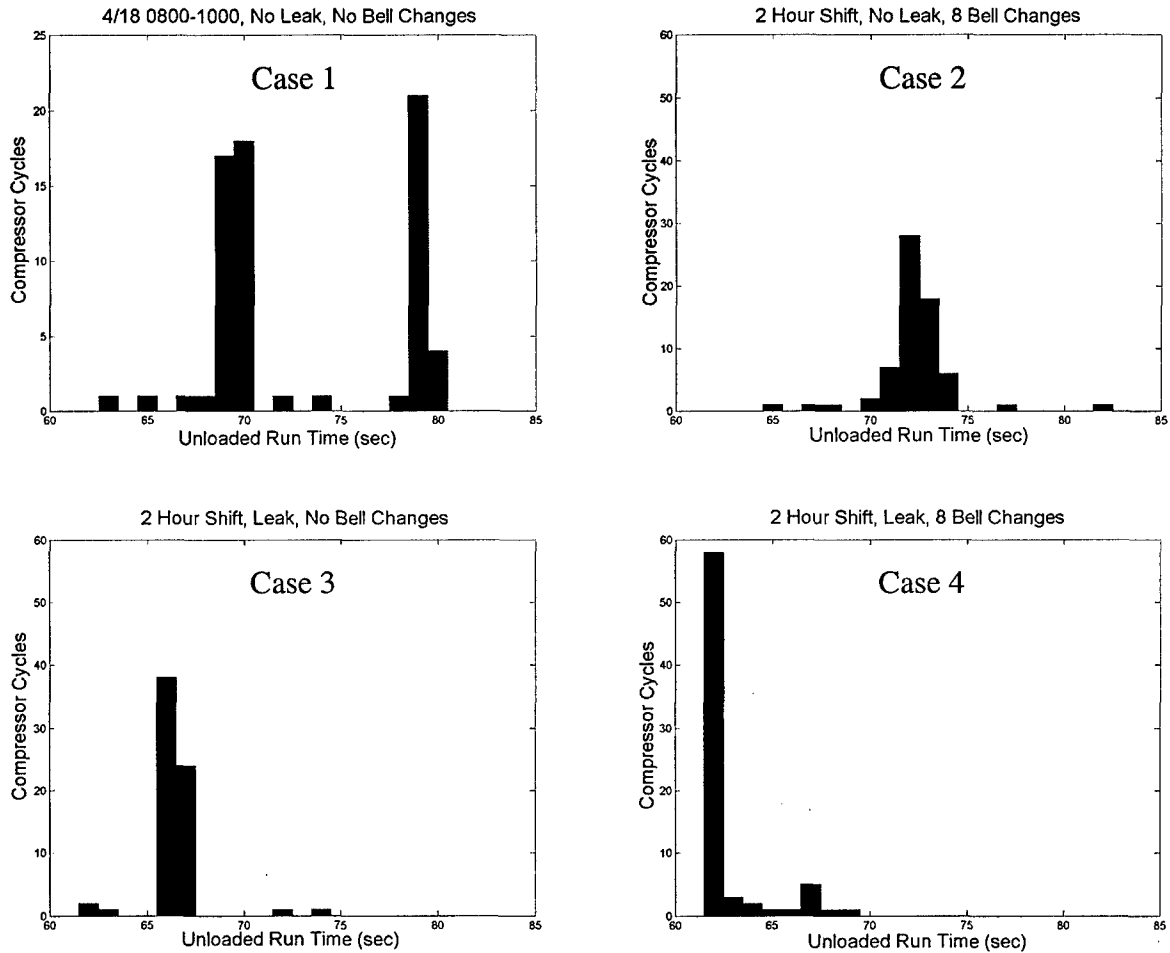 4/18 0800-1000, No Leak, No Bell Changes
Case 1
Compressor Cycles
25
20
15
10
5
0
60 65 70 75 80 85
Unloaded Run Time (sec)
2 Hour Shift, No Leak, 8 Bell Changes
Case 2
Compressor Cycles
60
50
40
30
20
10
0
60 65 70 75 80 85
Unloaded Run Time (sec)
2 Hour Shift, Leak, No Bell Changes
Case 3
Compressor Cycles
60
50
40
30
20
10
0
60 65 70 75 80 85
Unloaded Run Time (sec)
2 Hour Shift, Leak, 8 Bell Changes
Case 4
Compressor Cycles
60
50
40
30
20
10
0
60 65 70 75 80 85
Unloaded Run Time (sec)